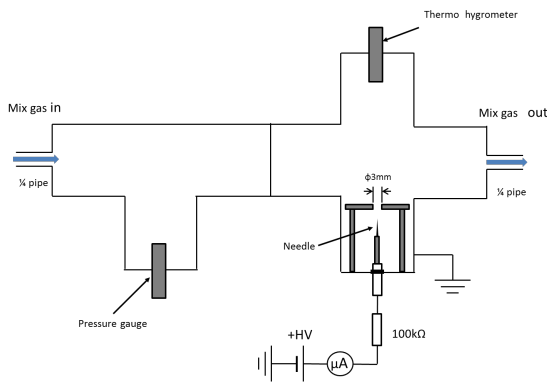 Thermo hygrometer
Mix gas in
Mix gas out
¼ pipe
ϕ3mm
¼ pipe
Needle
Pressure gauge
+HV
100kΩ
μA